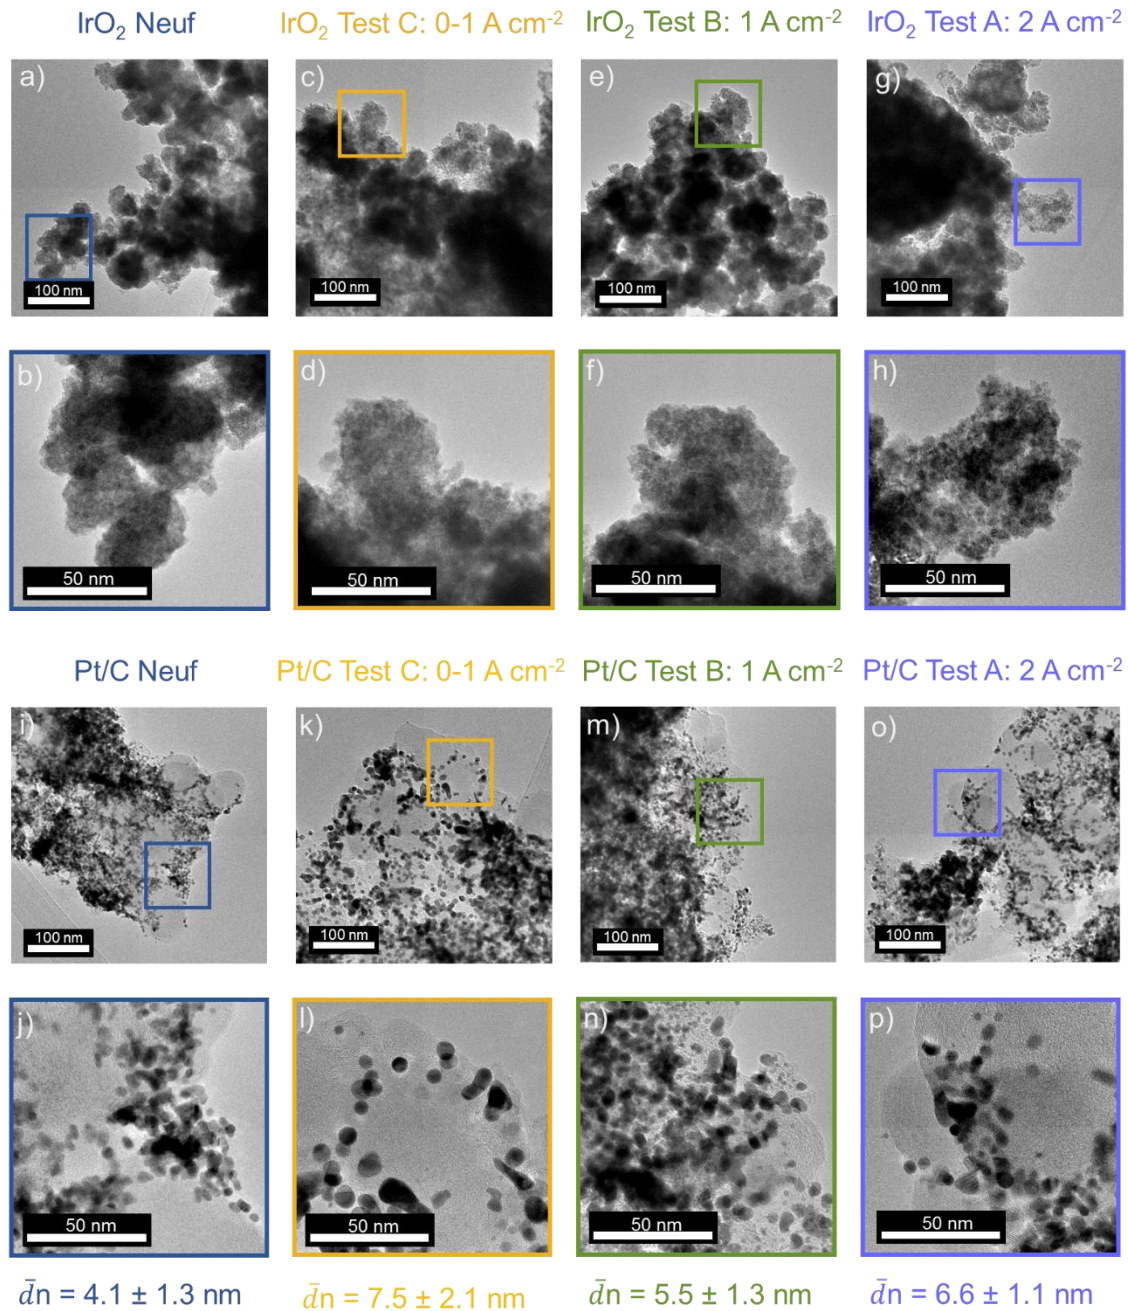 IrO₂ Neuf IrO₂ Test C: 0-1 A cm⁻² IrO₂ Test B: 1 A cm⁻² IrO₂ Test A: 2 A cm⁻²
a) c) e) g)
100 nm 100 nm 100 nm 100 nm
b) d) f) h)
50 nm 50 nm 50 nm 50 nm
Pt/C Neuf Pt/C Test C: 0-1 A cm⁻² Pt/C Test B: 1 A cm⁻² Pt/C Test A: 2 A cm⁻²
i) k) m) o)
100 nm 100 nm 100 nm 100 nm
j) l) n) p)
50 nm 50 nm 50 nm 50 nm
d̄n = 4.1 ± 1.3 nm d̄n = 7.5 ± 2.1 nm d̄n = 5.5 ± 1.3 nm d̄n = 6.6 ± 1.1 nm